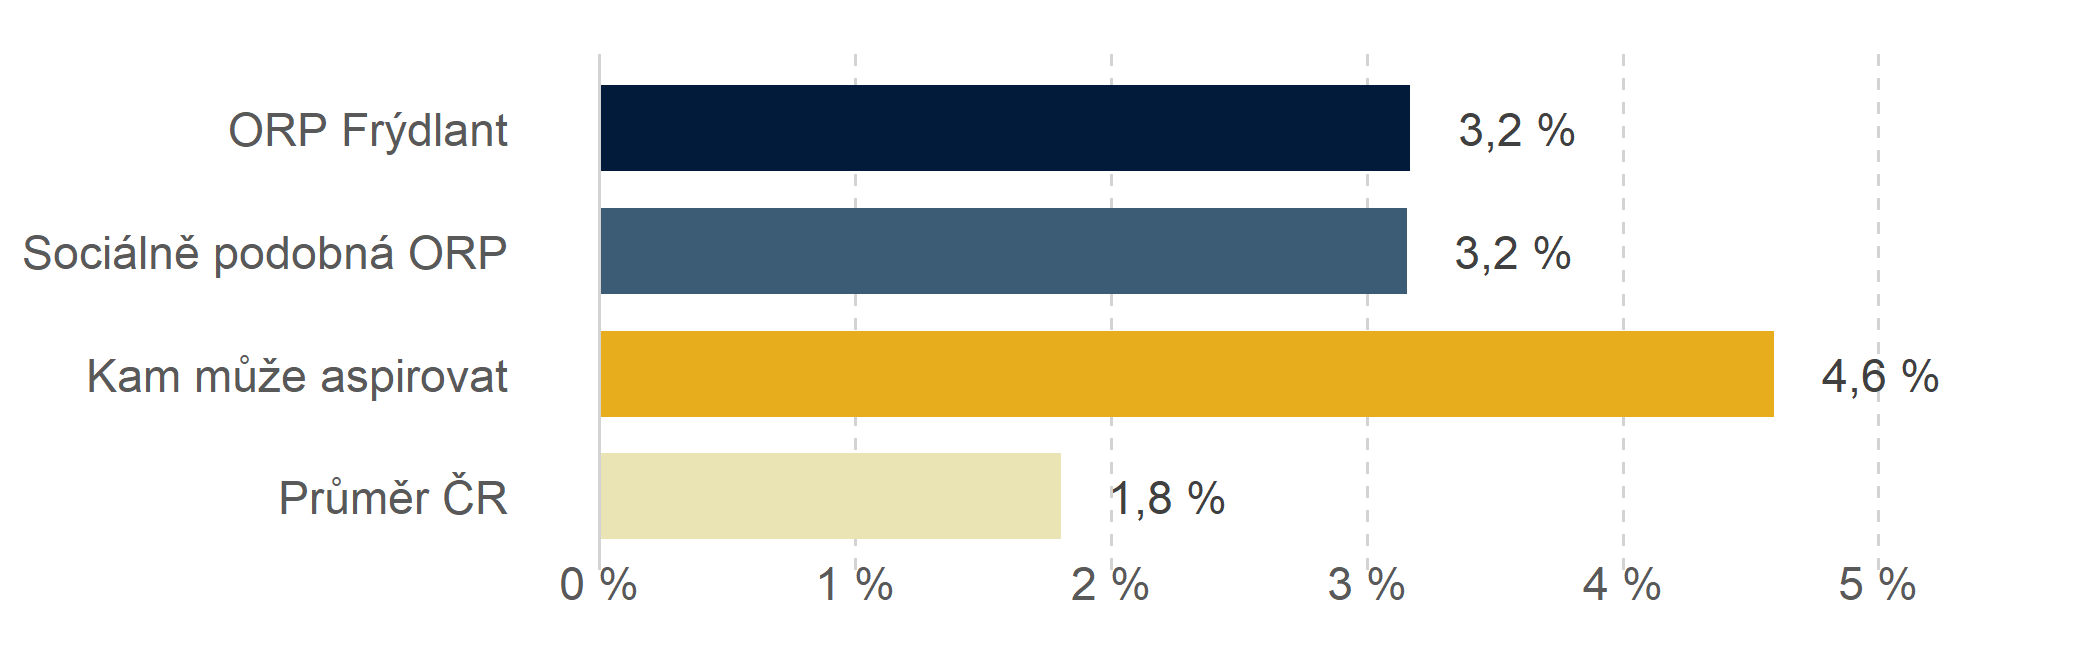 ORP Frýdlant
3,2 %
Sociálně podobná ORP
3,2 %
Kam může aspirovat
4,6 %
Průměr ČR
1,8 %
0 %
1 %
2 %
3 %
4 %
5 %